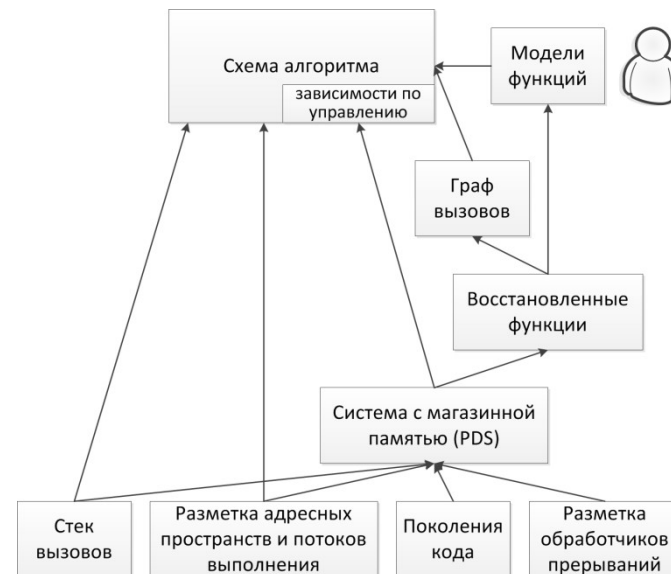 Схема алгоритма
зависимости по
управлению
Модели
функций
Граф
вызовов
Восстановленные
функции
Система с магазинной
памятью (PDS)
Стек
вызовов
Разметка адресных
пространств и потоков
выполнения
Поколения
кода
Разметка
обработчиков
прерываний